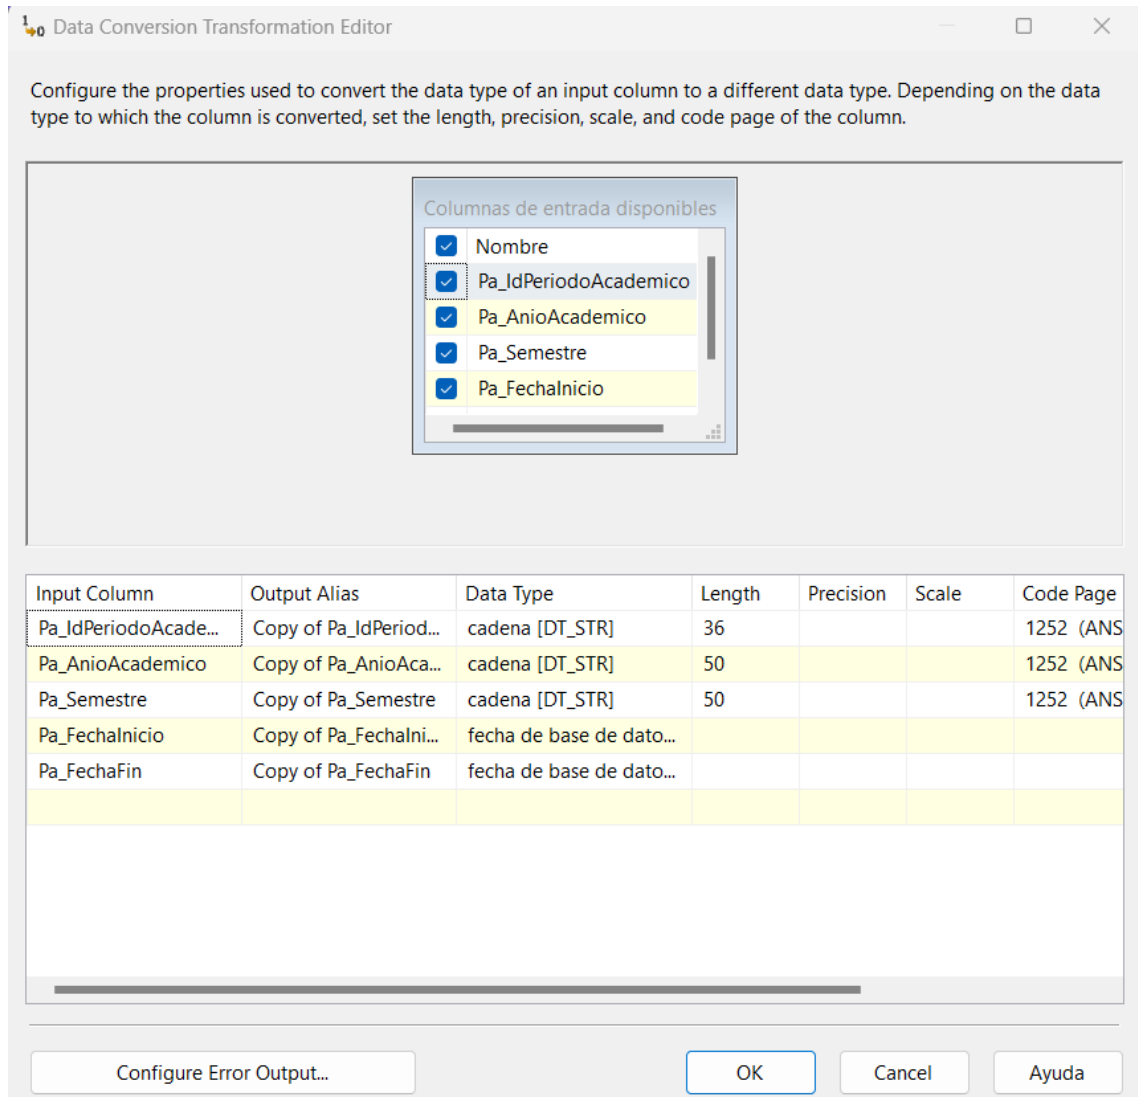 Data Conversion Transformation Editor
Configure the properties used to convert the data type of an input column to a different data type. Depending on the data
type to which the column is converted, set the length, precision, scale, and code page of the column.
Columnas de entrada disponibles
Nombre
Pa_IdPeriodoAcademico
Pa_AnioAcademico
Pa_Semestre
Pa_FechaInicio
Input Column Output Alias Data Type Length Precision Scale Code Page
Pa_IdPeriodoAcade... Copy of Pa_IdPeriod... cadena [DT_STR] 36 1252 (ANS
Pa_AnioAcademico Copy of Pa_AnioAca... cadena [DT_STR] 50 1252 (ANS
Pa_Semestre Copy of Pa_Semestre cadena [DT_STR] 50 1252 (ANS
Pa_FechaInicio Copy of Pa_FechaIni... fecha de base de dato...
Pa_FechaFin Copy of Pa_FechaFin fecha de base de dato...
Configure Error Output... OK Cancel Ayuda